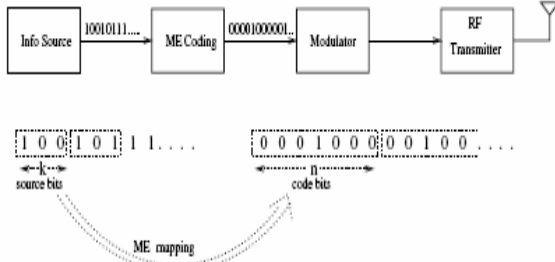 Info Source
10010111.....
ME Coding
0000100001..
Modulator
RF
Transmitter
1 0 0 1 0 1 1 1 . . . .
0 0 0 1 0 0 0 0 0 1 0 0 . . . .
k
source bits
n
code bits
ME mapping